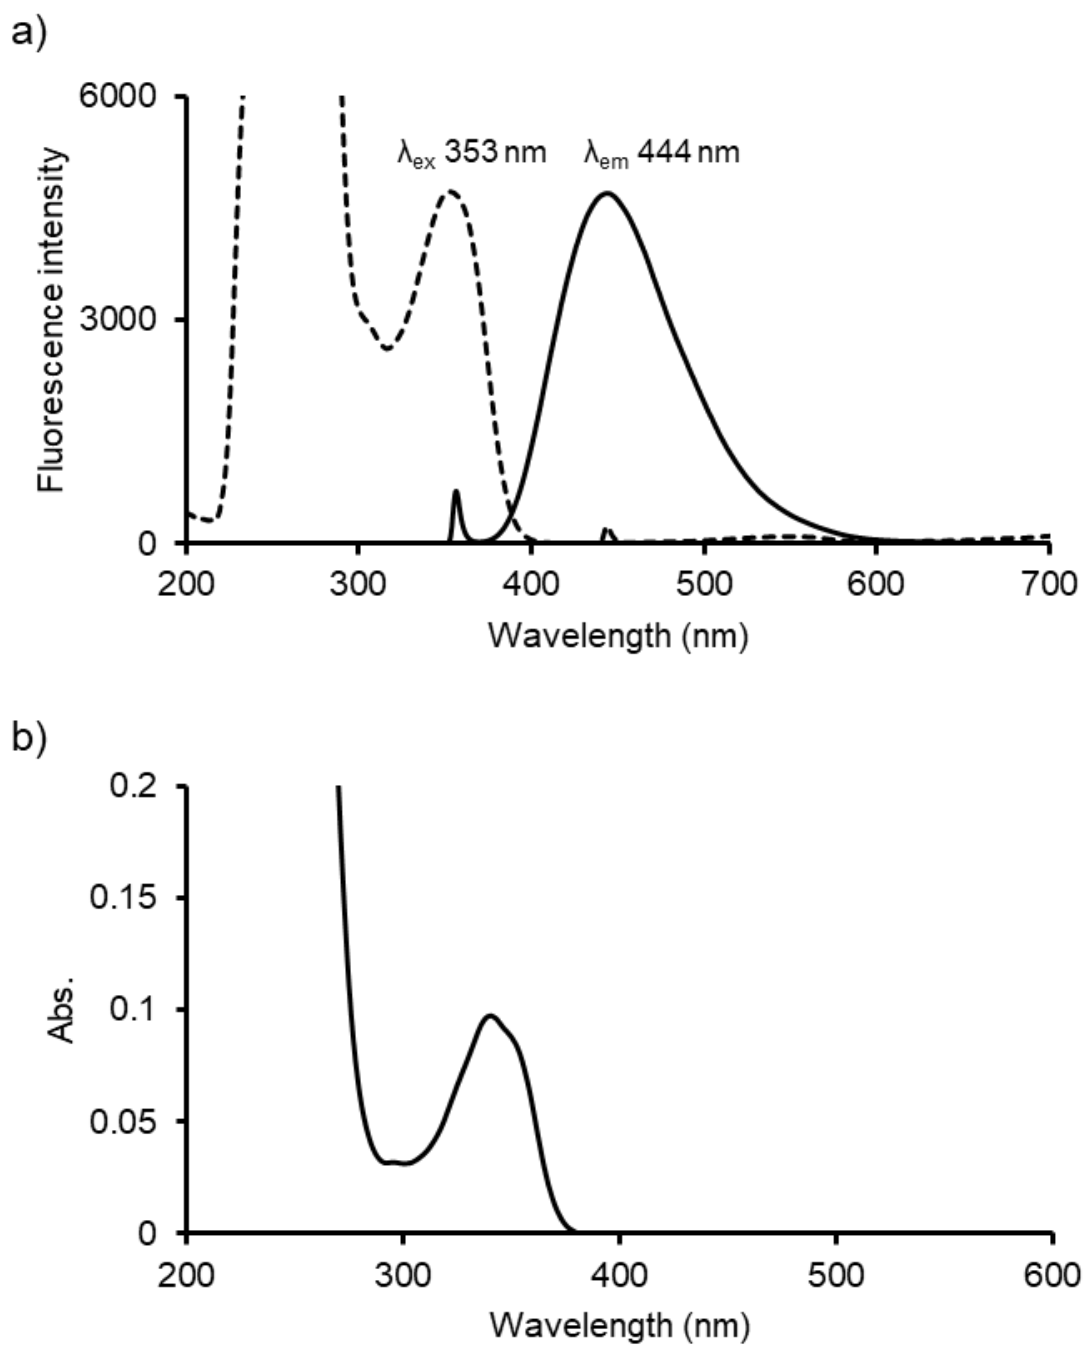 a)
6000
λex 353 nm λem 444 nm
Fluorescence intensity
3000
0
200 300 400 500 600 700
Wavelength (nm)
b)
0.2
0.15
Abs.
0.1
0.05
0
200 300 400 500 600
Wavelength (nm)